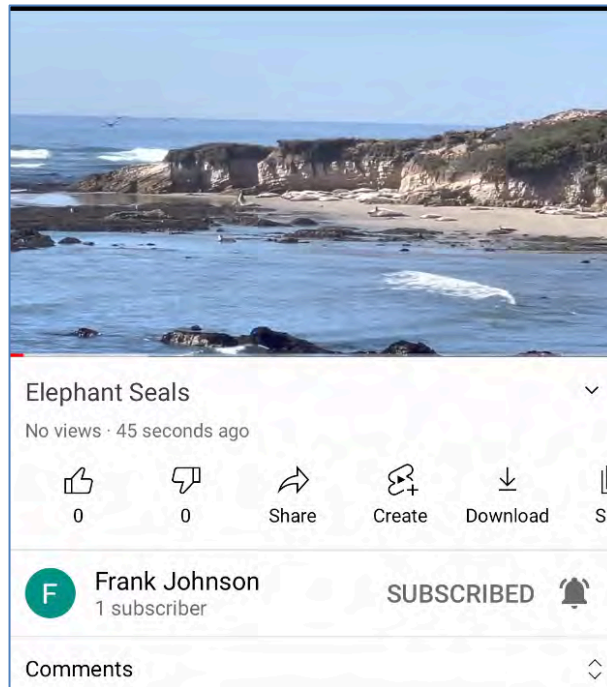 Elephant Seals
No views · 45 seconds ago
0 0 Share Create Download S
F Frank Johnson SUBSCRIBED
1 subscriber
Comments